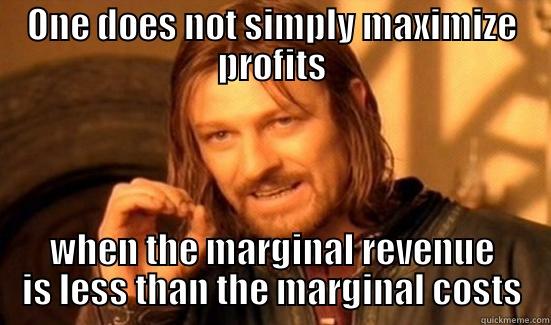 One does not simply maximize
profits
when the marginal revenue
is less than the marginal costs
quickmeme.com